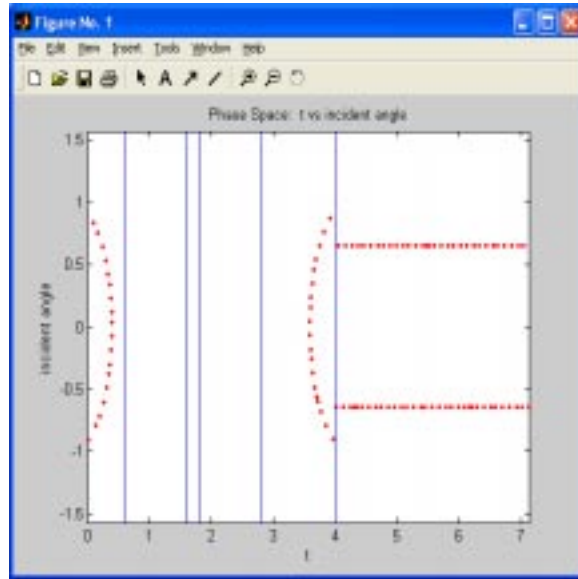 Figure No. 1
File Edit View Insert Tools Window Help
A
Phase Space: t vs incident angle
1.5
1
0.5
0
-0.5
-1
-1.5
incident angle
0 1 2 3 4 5 6 7
t